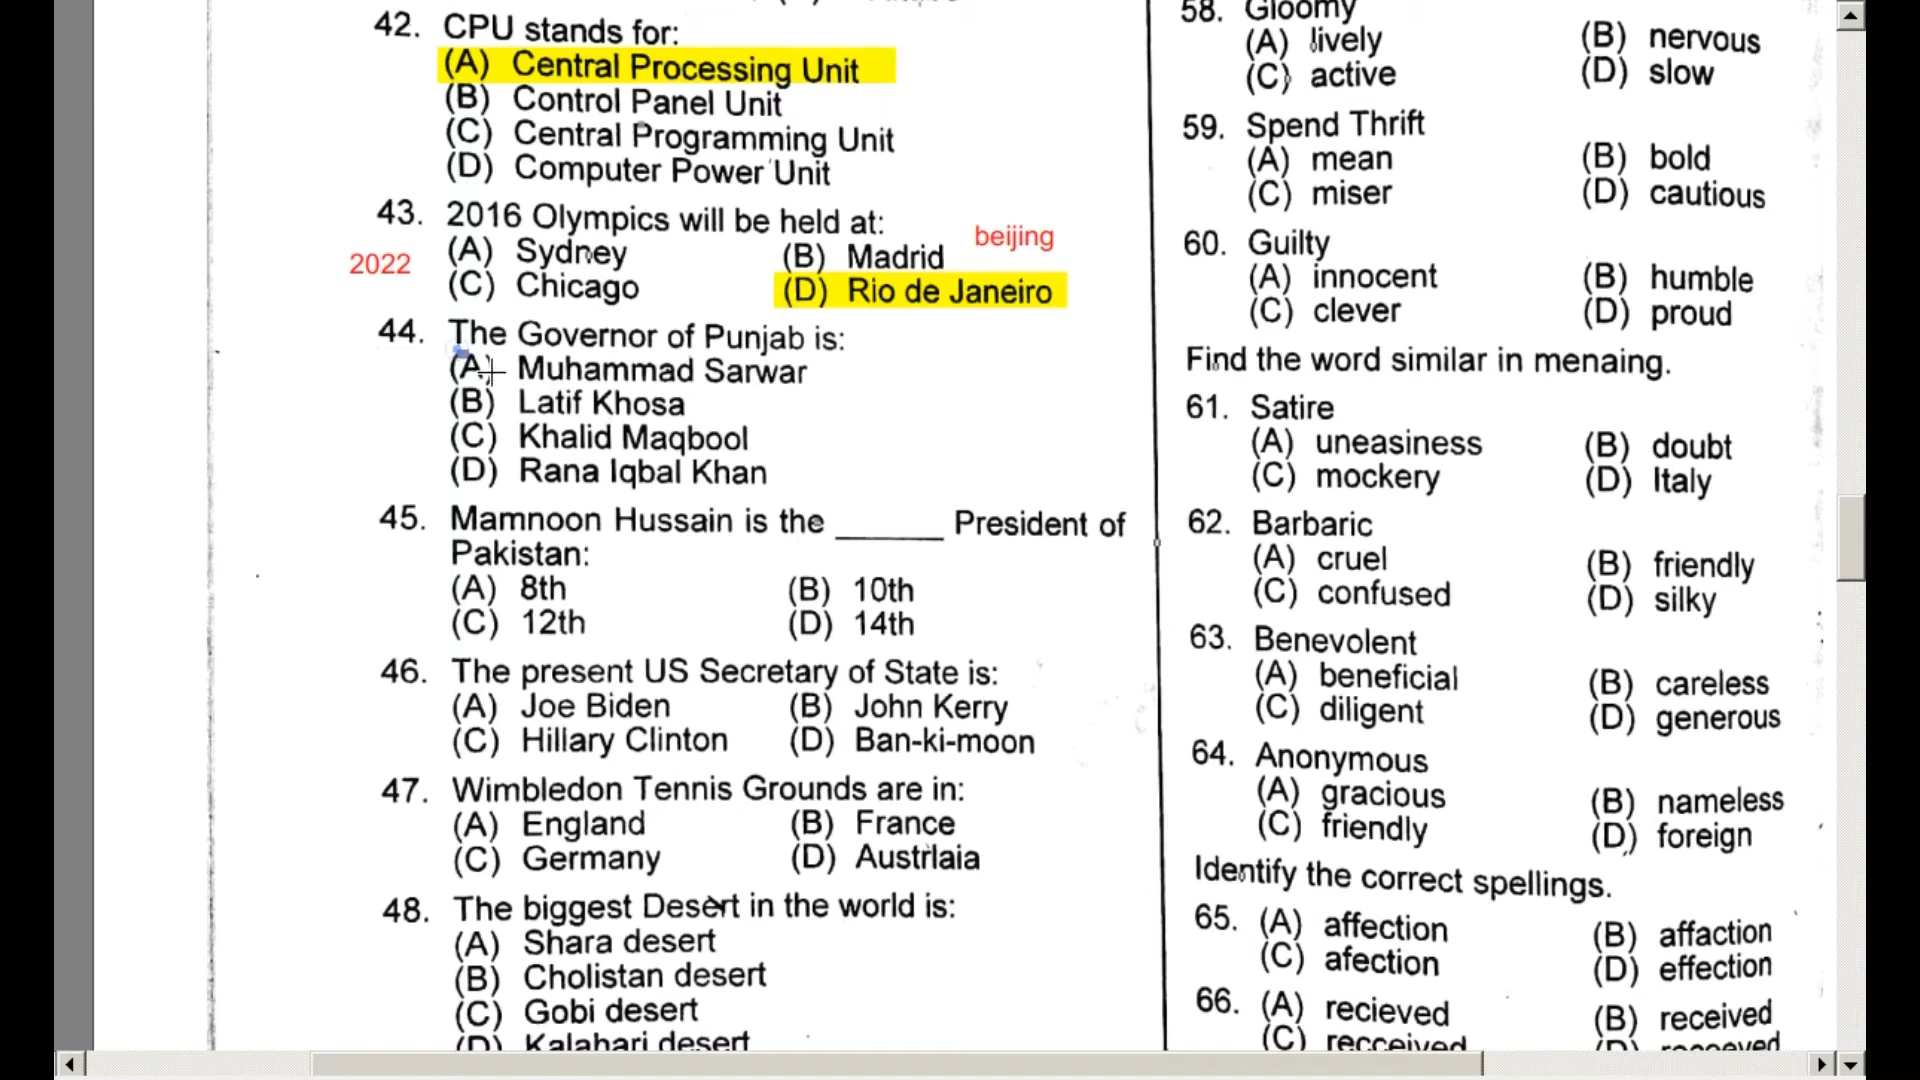 42. CPU stands for:
(A) Central Processing Unit
(B) Control Panel Unit
(C) Central Programming Unit
(D) Computer Power Unit
43. 2016 Olympics will be held at:
beijing
2022
(A) Sydney (B) Madrid
(C) Chicago (D) Rio de Janeiro
44. The Governor of Punjab is:
(A) Muhammad Sarwar
(B) Latif Khosa
(C) Khalid Maqbool
(D) Rana Iqbal Khan
45. Mamnoon Hussain is the ______ President of
Pakistan:
(A) 8th (B) 10th
(C) 12th (D) 14th
46. The present US Secretary of State is:
(A) Joe Biden (B) John Kerry
(C) Hillary Clinton (D) Ban-ki-moon
47. Wimbledon Tennis Grounds are in:
(A) England (B) France
(C) Germany (D) Austrlaia
48. The biggest Desert in the world is:
(A) Shara desert
(B) Cholistan desert
(C) Gobi desert
(D) Kalahari desert
58. Gloomy
(A) lively (B) nervous
(C) active (D) slow
59. Spend Thrift
(A) mean (B) bold
(C) miser (D) cautious
60. Guilty
(A) innocent (B) humble
(C) clever (D) proud
Find the word similar in menaing.
61. Satire
(A) uneasiness (B) doubt
(C) mockery (D) Italy
62. Barbaric
(A) cruel (B) friendly
(C) confused (D) silky
63. Benevolent
(A) beneficial (B) careless
(C) diligent (D) generous
64. Anonymous
(A) gracious (B) nameless
(C) friendly (D) foreign
Identify the correct spellings.
65. (A) affection (B) affaction
(C) afection (D) effection
66. (A) recieved (B) received
(C) recceived (D)